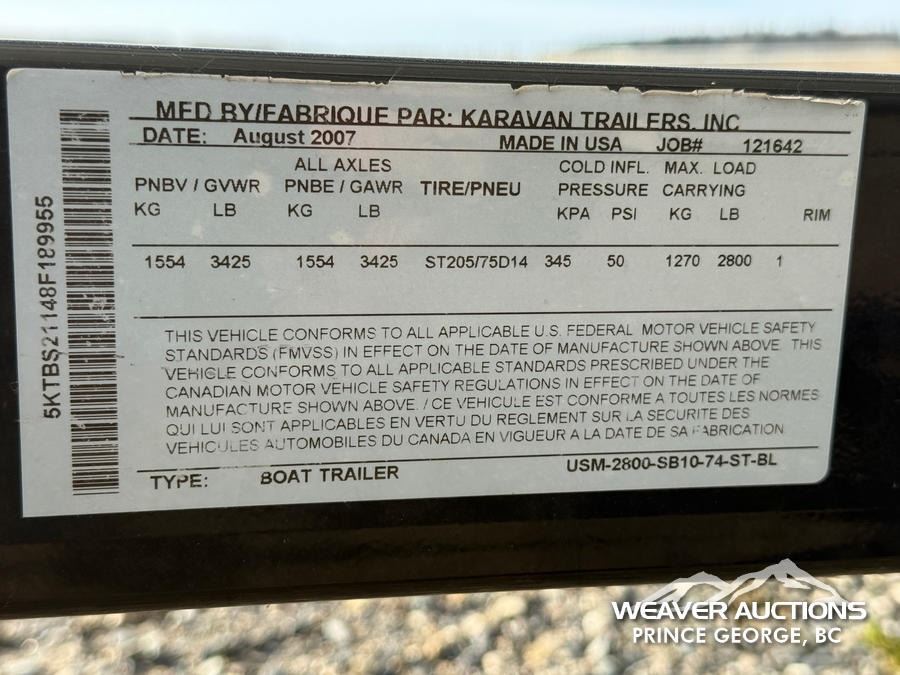 5KTBS21148F189955
MFD BY/FABRIQUE PAR: KARAVAN TRAILERS, INC
DATE: August 2007 MADE IN USA JOB# 121642
ALL AXLES COLD INFL. MAX. LOAD
PNBV / GVWR PNBE / GAWR TIRE/PNEU PRESSURE CARRYING
KG LB KG LB KPA PSI KG LB RIM
1554 3425 1554 3425 ST205/75D14 345 50 1270 2800 1
THIS VEHICLE CONFORMS TO ALL APPLICABLE U.S. FEDERAL MOTOR VEHICLE SAFETY
STANDARDS (FMVSS) IN EFFECT ON THE DATE OF MANUFACTURE SHOWN ABOVE. THIS
VEHICLE CONFORMS TO ALL APPLICABLE STANDARDS PRESCRIBED UNDER THE
CANADIAN MOTOR VEHICLE SAFETY REGULATIONS IN EFFECT ON THE DATE OF
MANUFACTURE SHOWN ABOVE. / CE VEHICULE EST CONFORME A TOUTES LES NORMES
QUI LUI SONT APPLICABLES EN VERTU DU REGLEMENT SUR LA SECURITE DES
VEHICULES AUTOMOBILES DU CANADA EN VIGUEUR A LA DATE DE SA FABRICATION
TYPE: BOAT TRAILER USM-2800-SB10-74-ST-BL
WEAVER AUCTIONS
PRINCE GEORGE, BC